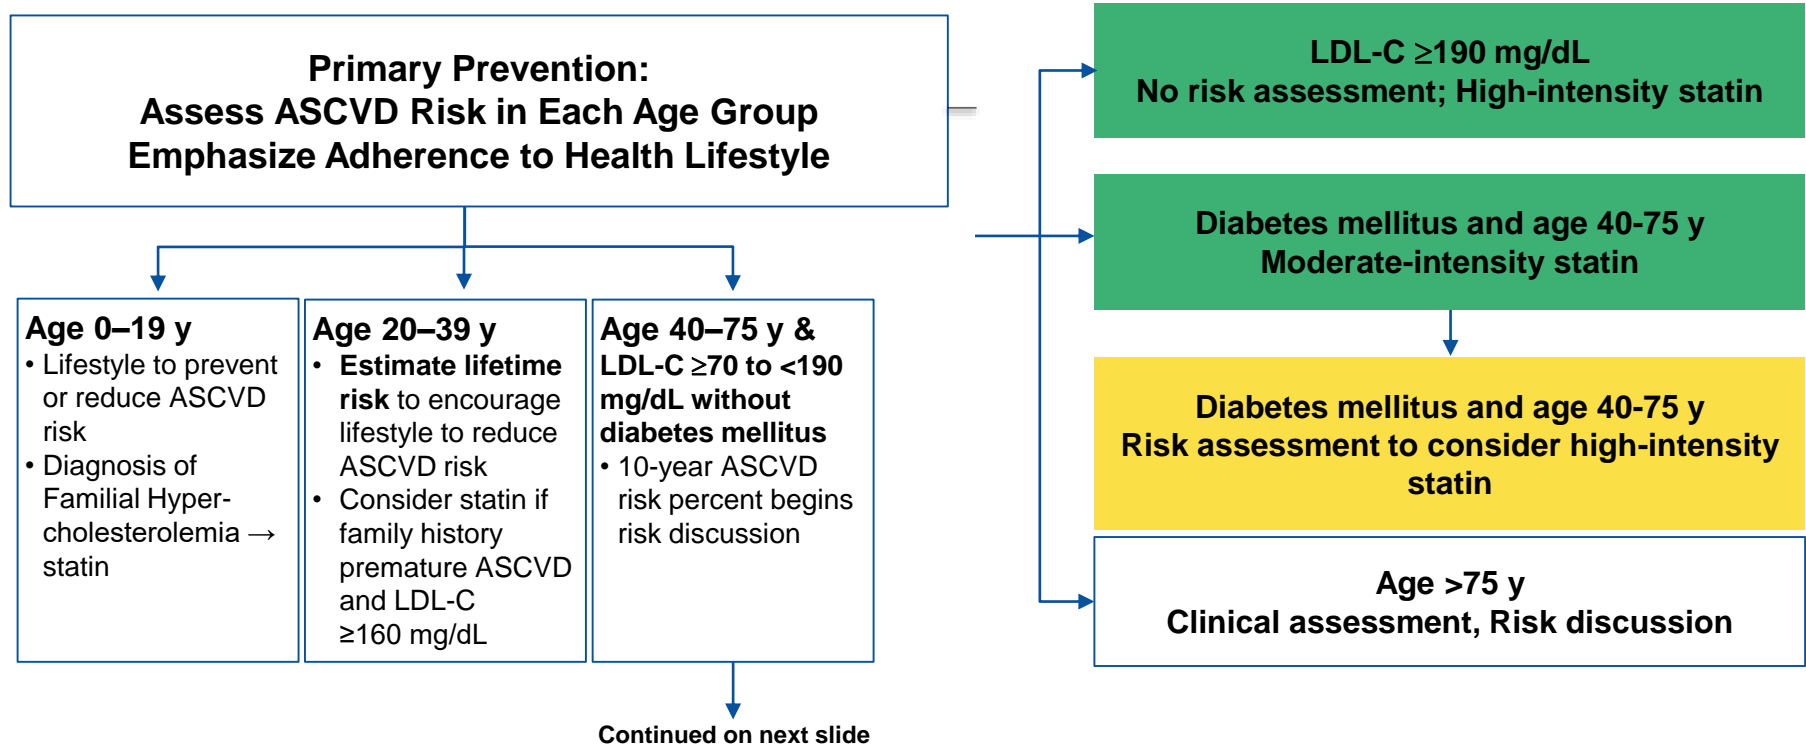 Primary Prevention:
Assess ASCVD Risk in Each Age Group
Emphasize Adherence to Health Lifestyle
Age 0–19 y
• Lifestyle to prevent
or reduce ASCVD
risk
• Diagnosis of
Familial Hyper-
cholesterolemia →
statin
Age 20–39 y
• Estimate lifetime
risk to encourage
lifestyle to reduce
ASCVD risk
• Consider statin if
family history
premature ASCVD
and LDL-C
≥160 mg/dL
Age 40–75 y &
LDL-C ≥70 to <190
mg/dL without
diabetes mellitus
• 10-year ASCVD
risk percent begins
risk discussion
Continued on next slide
LDL-C ≥190 mg/dL
No risk assessment; High-intensity statin
Diabetes mellitus and age 40-75 y
Moderate-intensity statin
Diabetes mellitus and age 40-75 y
Risk assessment to consider high-intensity
statin
Age >75 y
Clinical assessment, Risk discussion